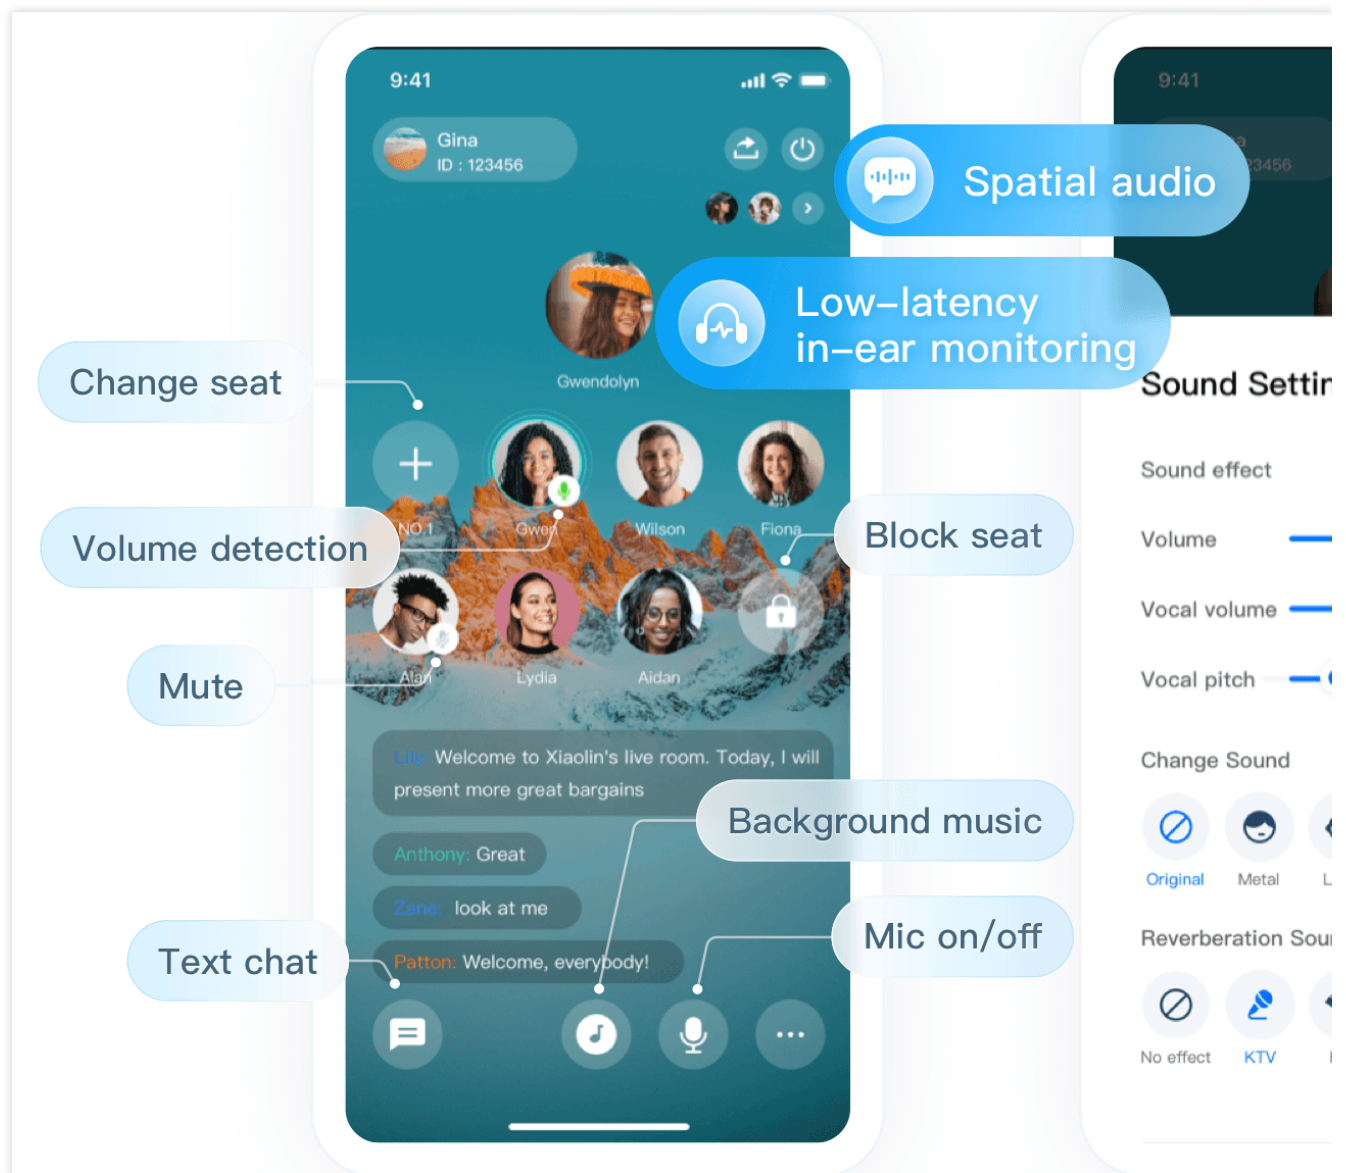 9:41
Gina
ID : 123456
Spatial audio
Low-latency
in-ear monitoring
Gwendolyn
Change seat
NO.1
Gwen
Wilson
Fiona
Volume detection
Block seat
Alan
Lydia
Aidan
Mute
Lily: Welcome to Xiaolin's live room. Today, I will
present more great bargains
Background music
Anthony: Great
Zane: look at me
Mic on/off
Text chat
Patton: Welcome, everybody!
9:41
a
23456
Sound Settin
Sound effect
Volume
Vocal volume
Vocal pitch
Change Sound
Original
Metal
L
Reverberation Sou
No effect
KTV